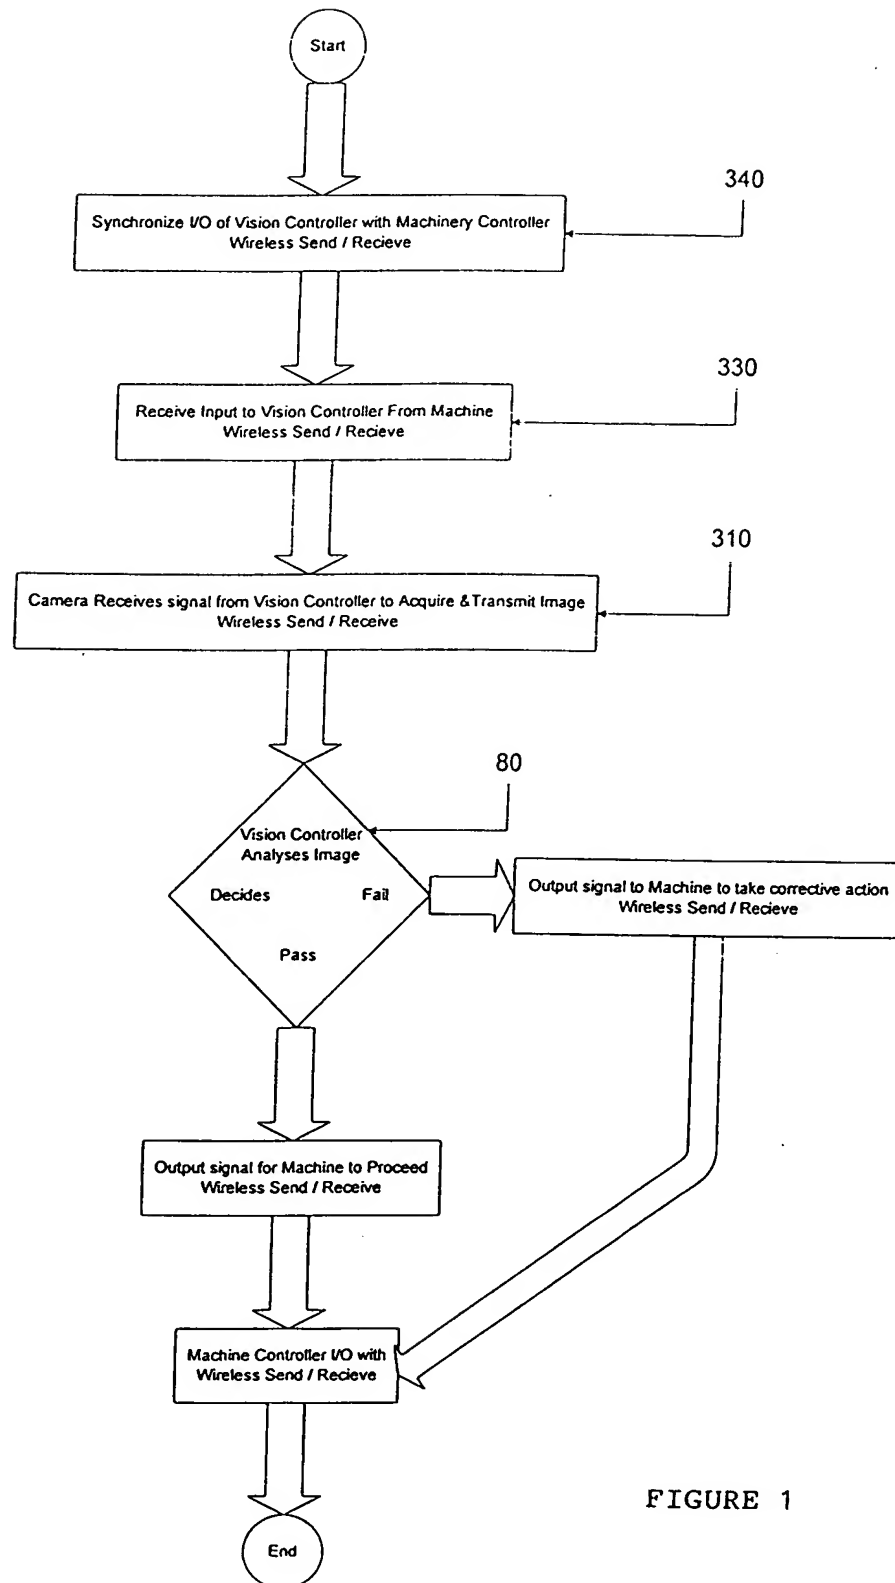 Start
340
Synchronize I/O of Vision Controller with Machinery Controller
Wireless Send / Recieve
330
Receive Input to Vision Controller From Machine
Wireless Send / Recieve
310
Camera Receives signal from Vision Controller to Acquire & Transmit Image
Wireless Send / Receive
80
Vision Controller
Analyses Image
Decides Fail
Pass
Output signal to Machine to take corrective action
Wireless Send / Recieve
Output signal for Machine to Proceed
Wireless Send / Receive
Machine Controller I/O with
Wireless Send / Recieve
End
FIGURE 1